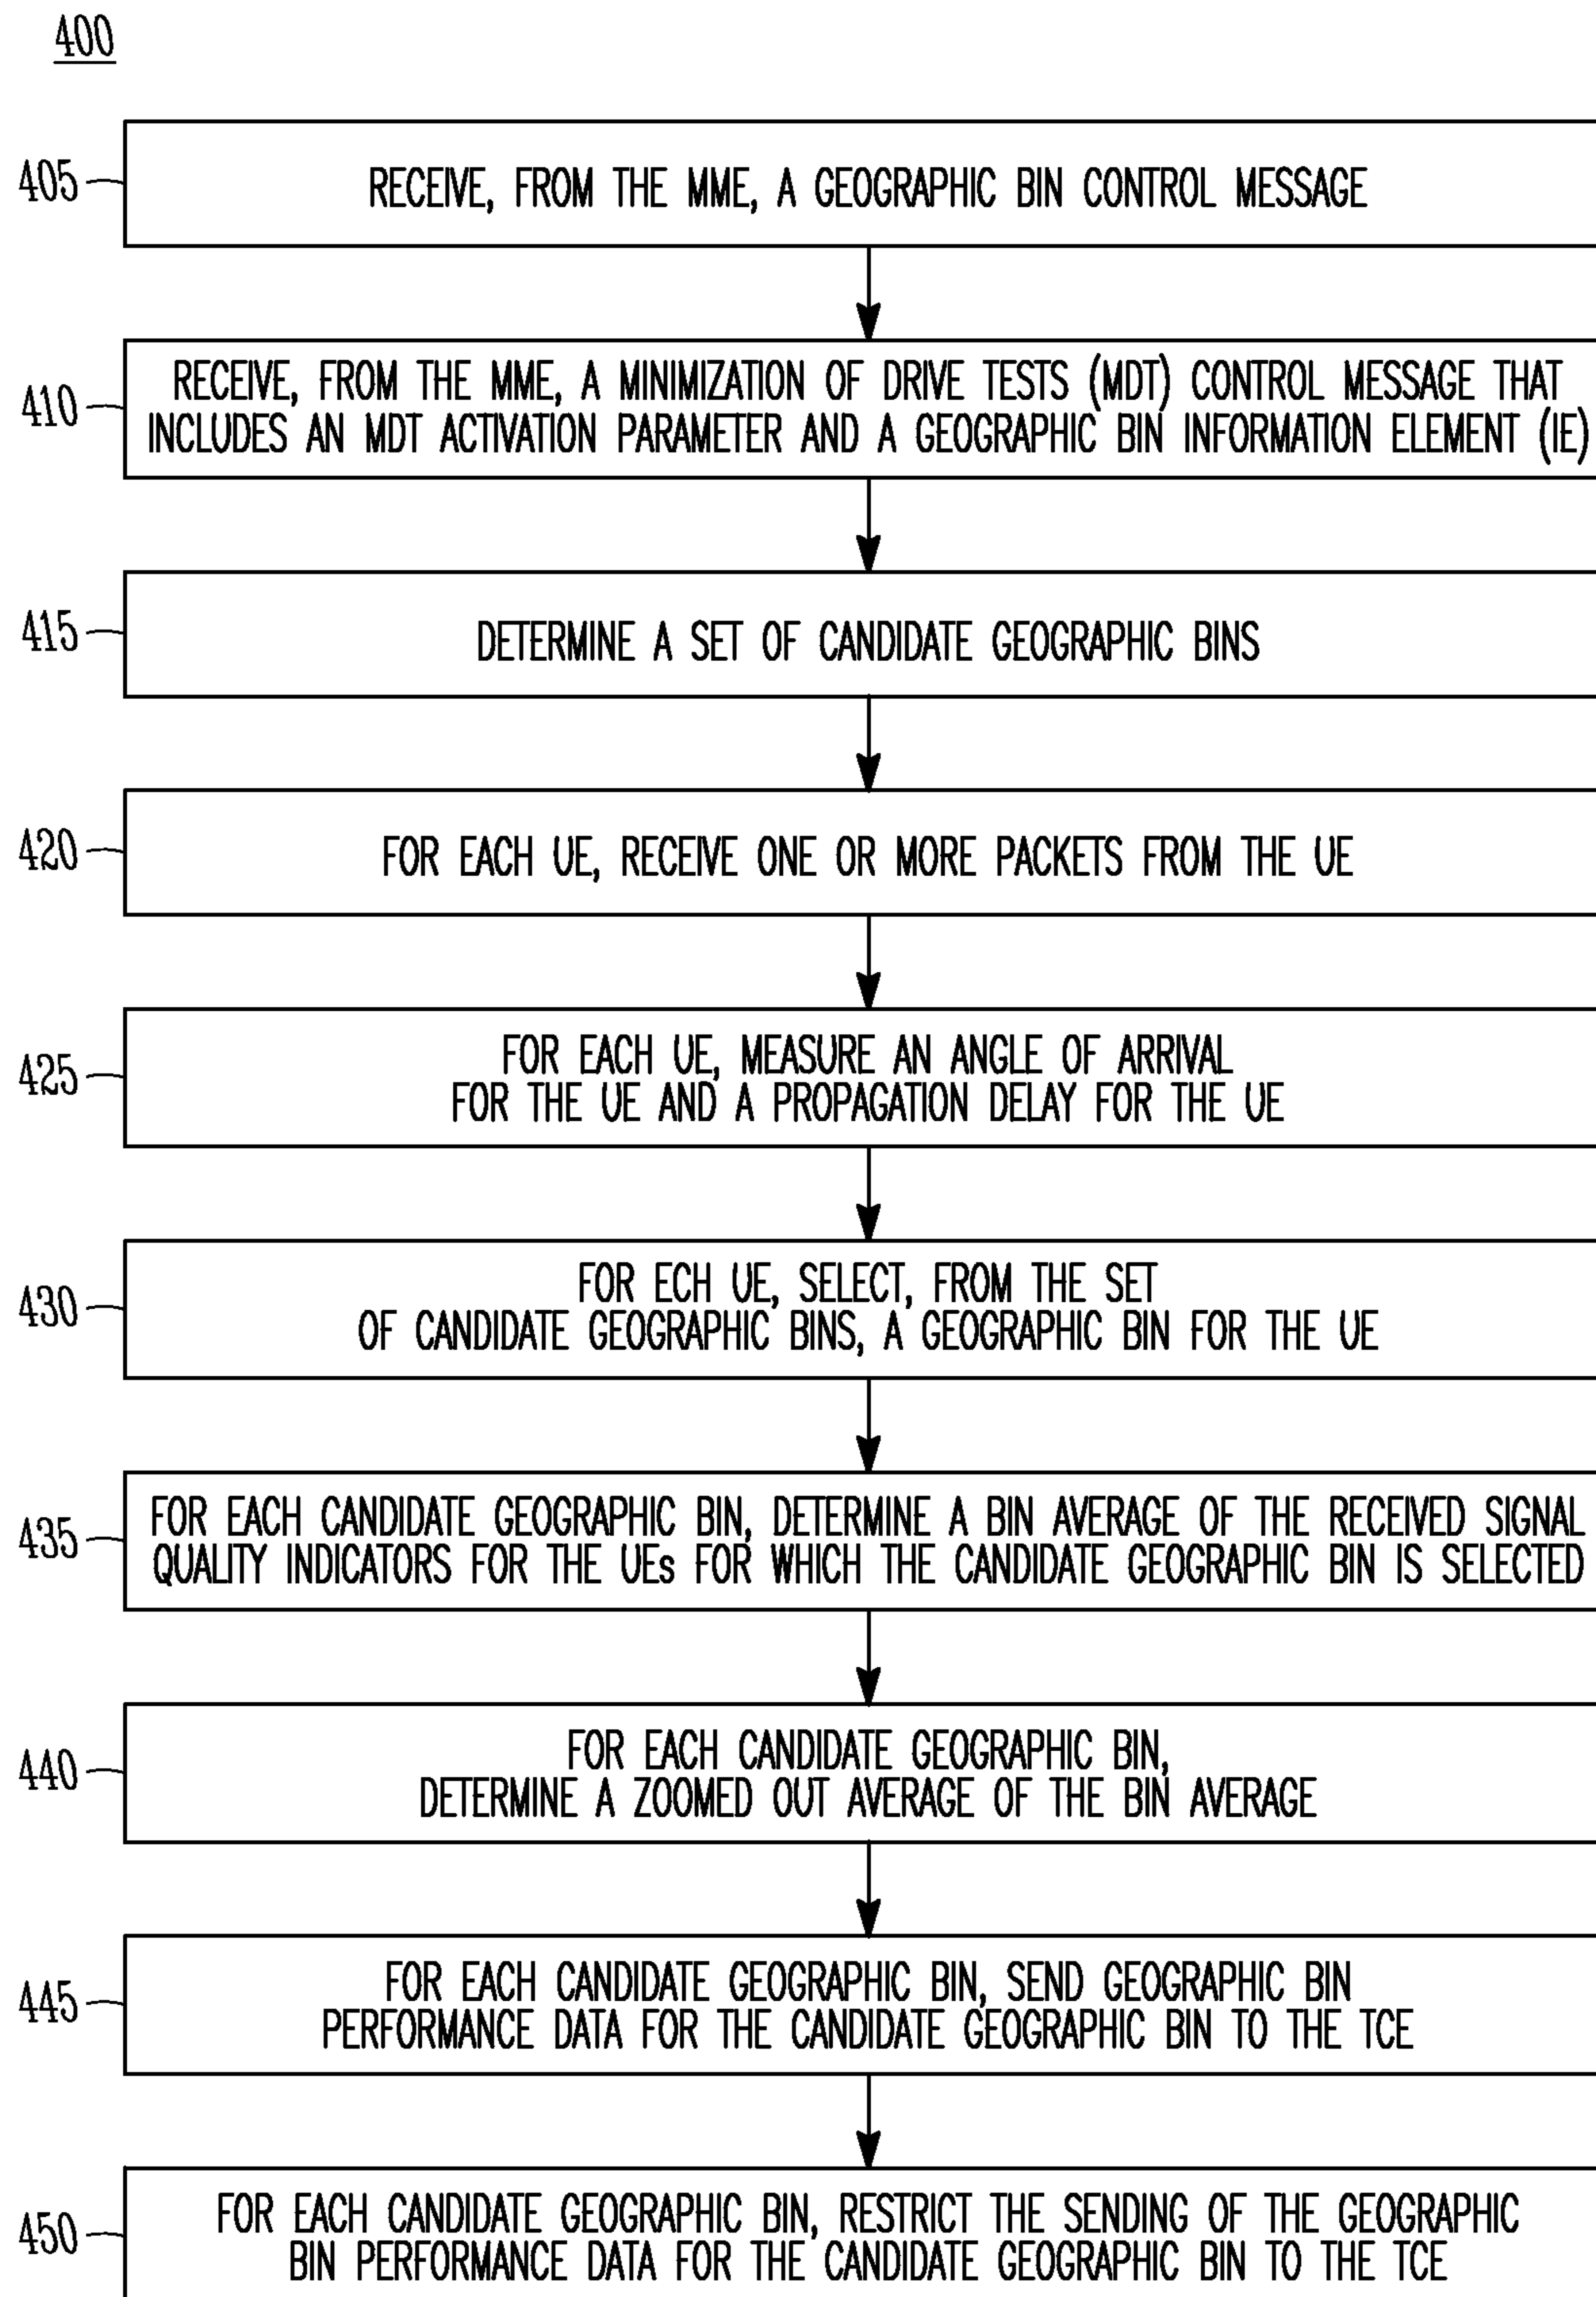 400
405
RECEIVE, FROM THE MME, A GEOGRAPHIC BIN CONTROL MESSAGE
410
RECEIVE, FROM THE MME, A MINIMIZATION OF DRIVE TESTS (MDT) CONTROL MESSAGE THAT
INCLUDES AN MDT ACTIVATION PARAMETER AND A GEOGRAPHIC BIN INFORMATION ELEMENT (IE)
415
DETERMINE A SET OF CANDIDATE GEOGRAPHIC BINS
420
FOR EACH UE, RECEIVE ONE OR MORE PACKETS FROM THE UE
425
FOR EACH UE, MEASURE AN ANGLE OF ARRIVAL
FOR THE UE AND A PROPAGATION DELAY FOR THE UE
430
FOR ECH UE, SELECT, FROM THE SET
OF CANDIDATE GEOGRAPHIC BINS, A GEOGRAPHIC BIN FOR THE UE
435
FOR EACH CANDIDATE GEOGRAPHIC BIN, DETERMINE A BIN AVERAGE OF THE RECEIVED SIGNAL
QUALITY INDICATORS FOR THE UEs FOR WHICH THE CANDIDATE GEOGRAPHIC BIN IS SELECTED
440
FOR EACH CANDIDATE GEOGRAPHIC BIN,
DETERMINE A ZOOMED OUT AVERAGE OF THE BIN AVERAGE
445
FOR EACH CANDIDATE GEOGRAPHIC BIN, SEND GEOGRAPHIC BIN
PERFORMANCE DATA FOR THE CANDIDATE GEOGRAPHIC BIN TO THE TCE
450
FOR EACH CANDIDATE GEOGRAPHIC BIN, RESTRICT THE SENDING OF THE GEOGRAPHIC
BIN PERFORMANCE DATA FOR THE CANDIDATE GEOGRAPHIC BIN TO THE TCE